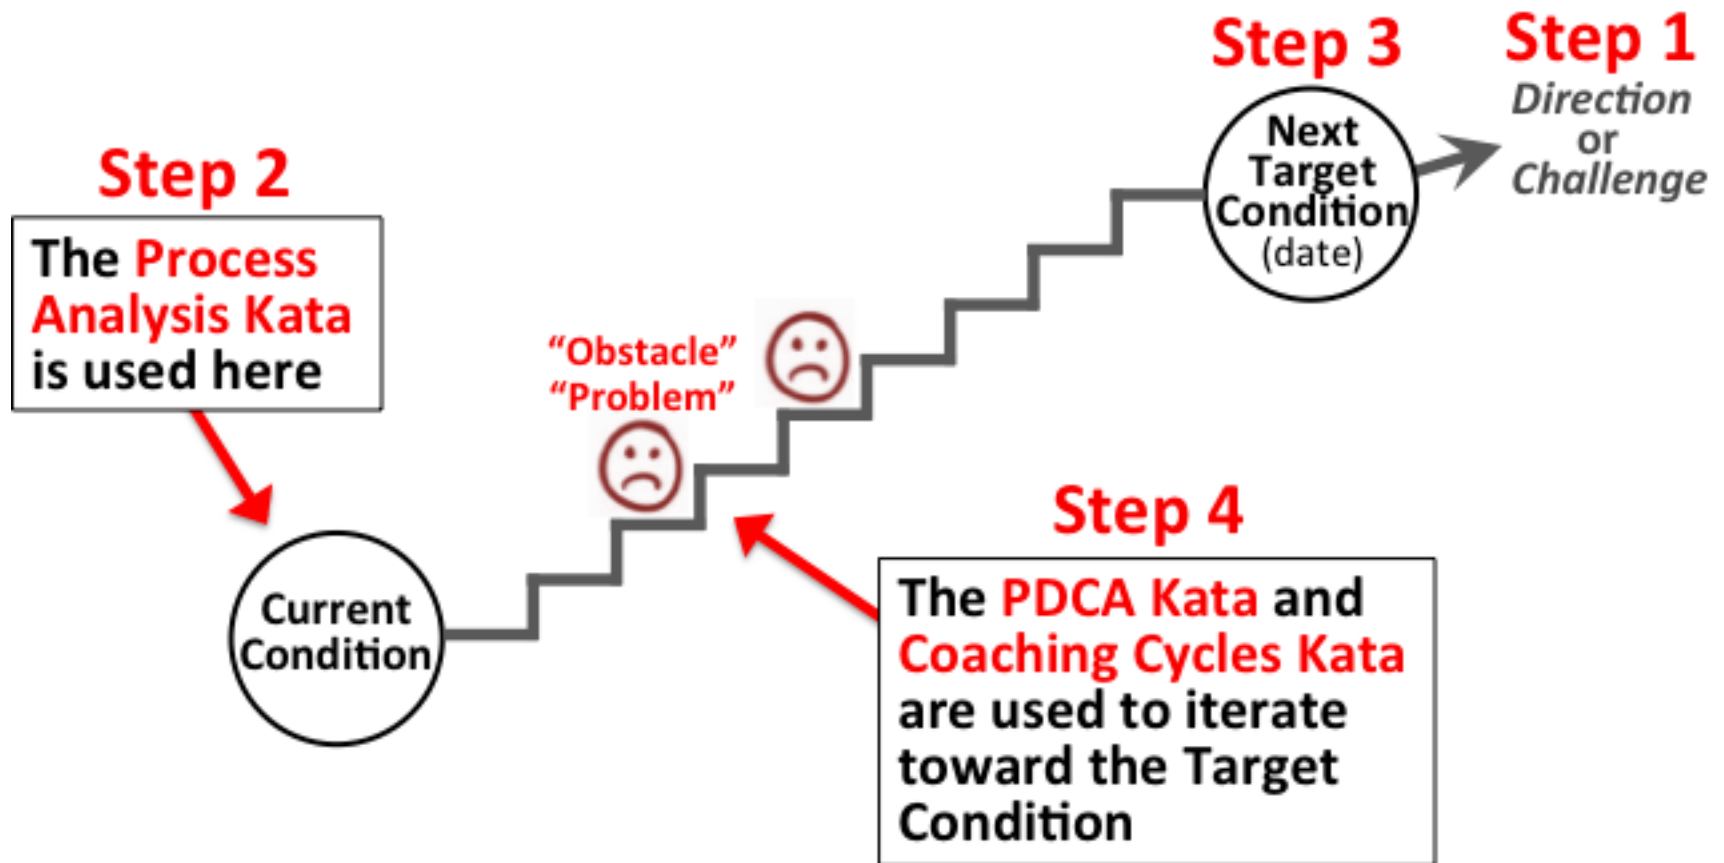 Step 1
Direction
or
Challenge
Step 2
The Process
Analysis Kata
is used here
Current
Condition
Step 3
Next
Target
Condition
(date)
“Obstacle”
“Problem”
Step 4
The PDCA Kata and
Coaching Cycles Kata
are used to iterate
toward the Target
Condition